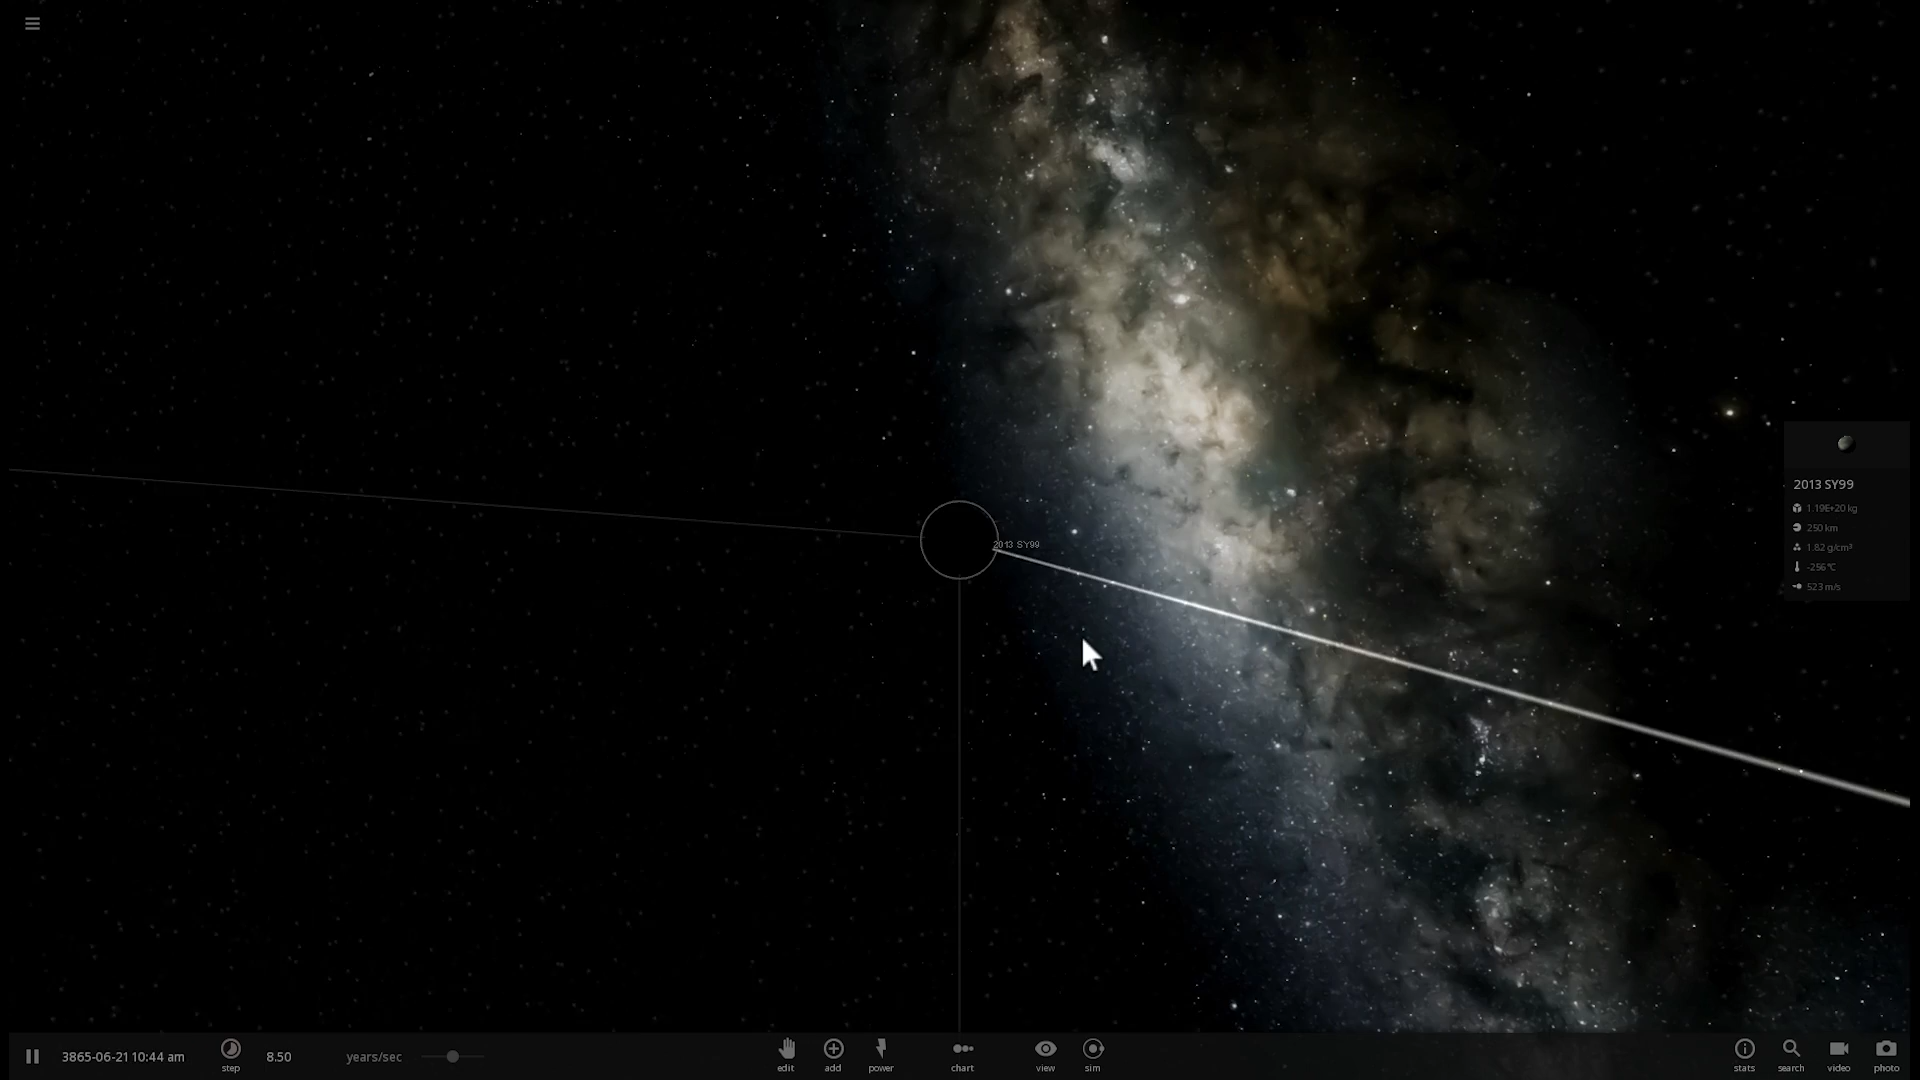 2013 SY99
2013 SY99
1.19E+20 kg
250 km
1.82 g/cm³
-256 °C
523 m/s
3865-06-21 10:44 am
step
8.50
years/sec
edit
add
power
chart
view
sim
stats
search
video
photo